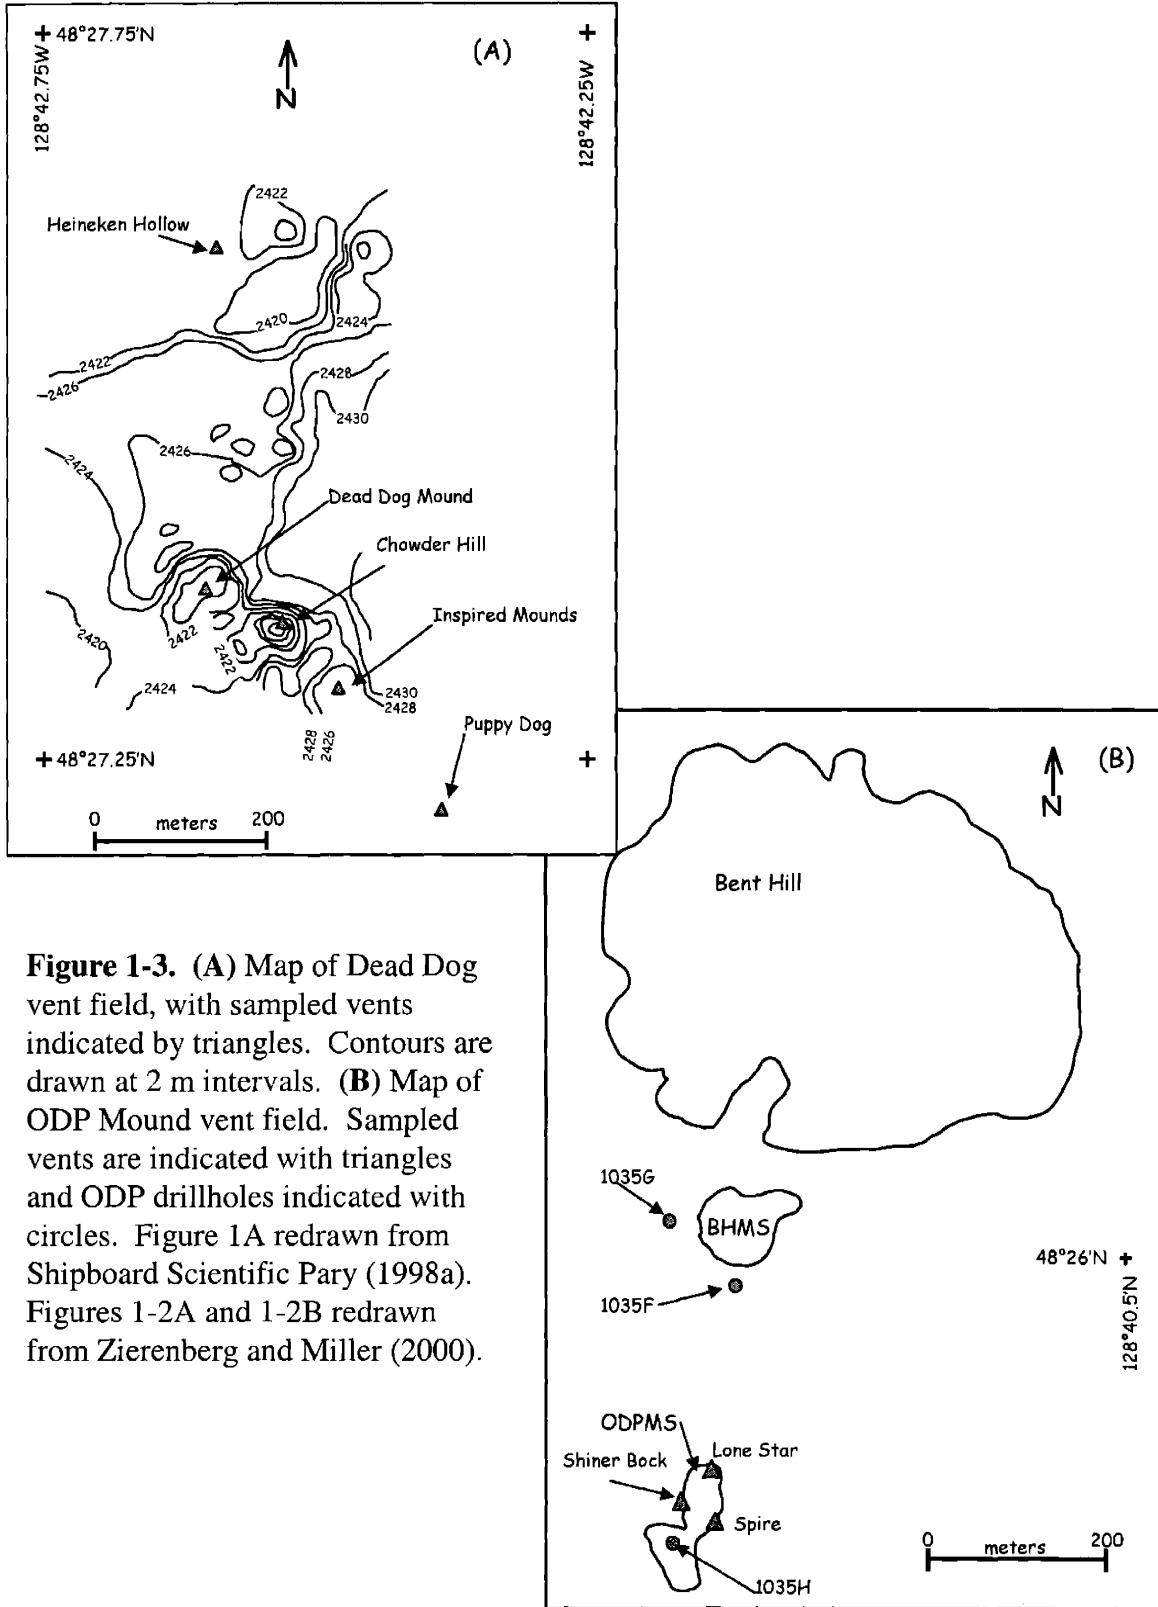 48°27.75'N
(A)
128°42.75W
128°42.25W
N
2422
Heineken Hollow
2420
2424
2422
2426
2428
2430
2426
2424
Dead Dog Mound
Chowder Hill
Inspired Mounds
2420
2422
2422
2424
2430
2428
2428
2426
Puppy Dog
48°27.25'N
0 meters 200
(B)
N
Bent Hill
Figure 1-3. (A) Map of Dead Dog
vent field, with sampled vents
indicated by triangles. Contours are
drawn at 2 m intervals. (B) Map of
ODP Mound vent field. Sampled
vents are indicated with triangles
and ODP drillholes indicated with
circles. Figure 1A redrawn from
Shipboard Scientific Pary (1998a).
Figures 1-2A and 1-2B redrawn
from Zierenberg and Miller (2000).
1035G
BHMS
48°26'N
1035F
128°40.5'N
ODPMS
Lone Star
Shiner Bock
Spire
0 meters 200
1035H